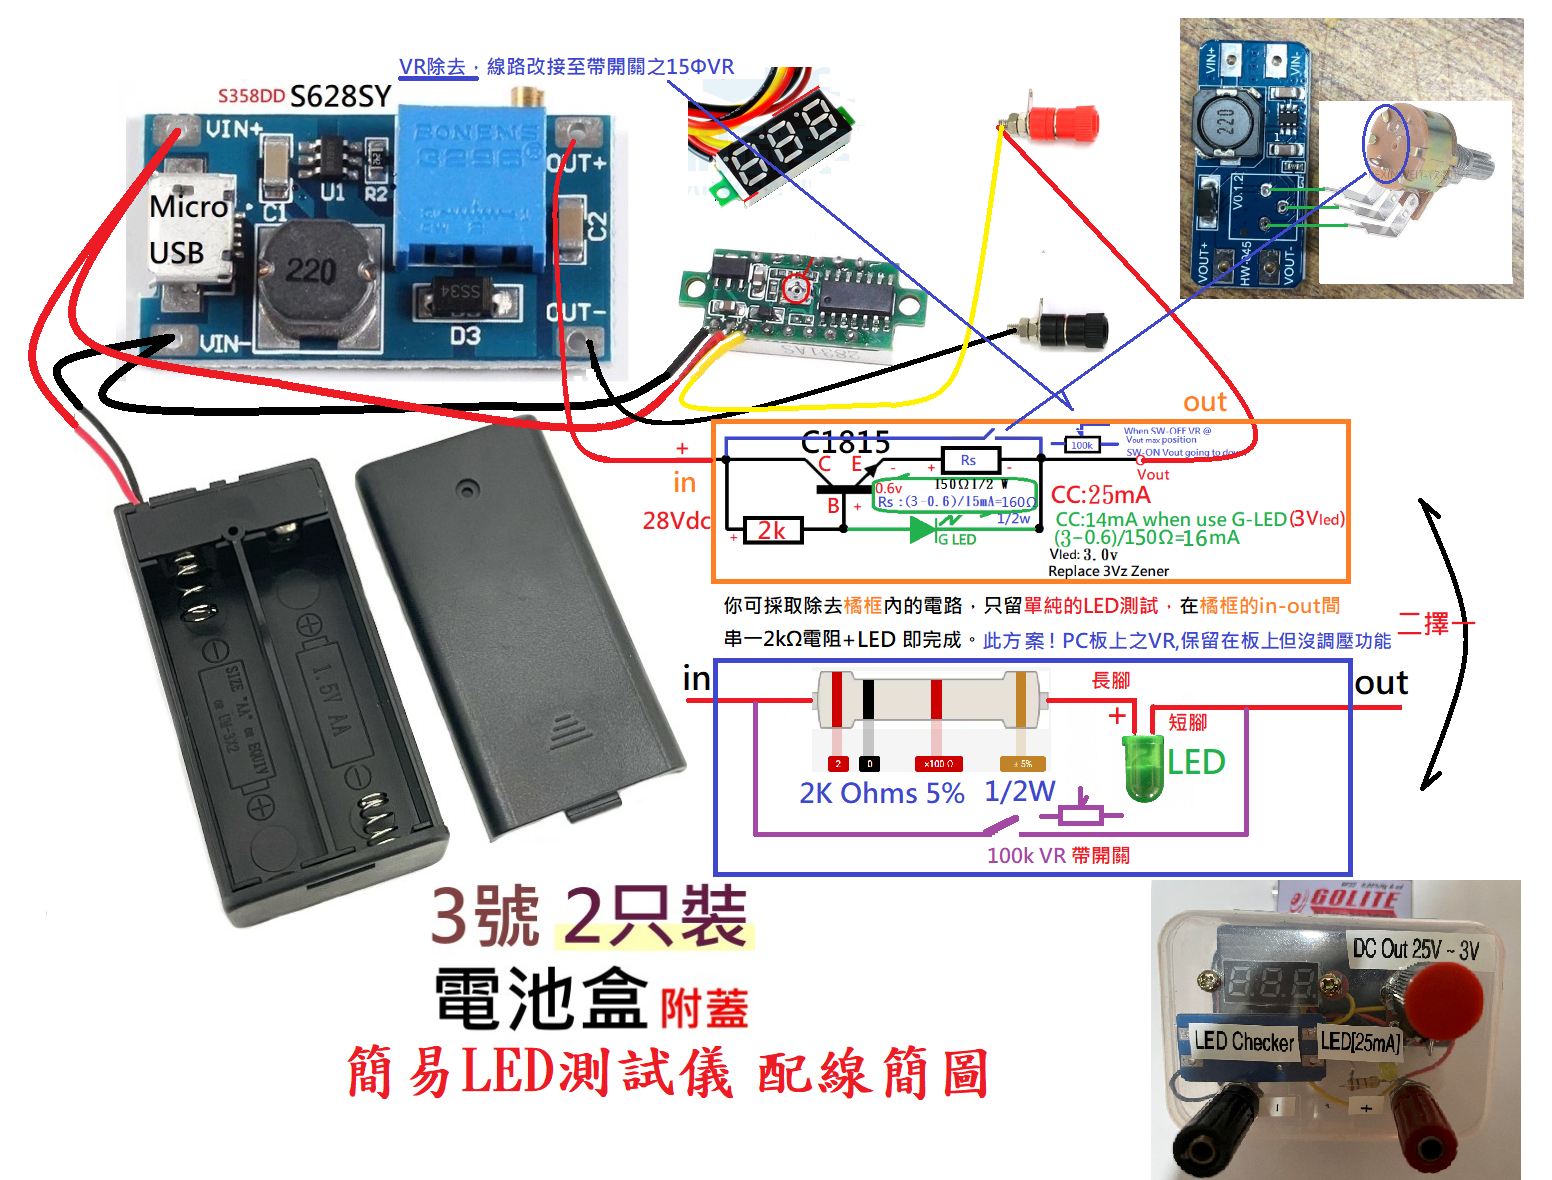 VR除去，線路改接至帶開關之15ΦVR
S358DD S628SY
VIN+
BONENS
3296®
OUT+
U1
R2
C1
C2
Micro
USB
220
SS34
D3
OUT-
VIN-
2831AS
VIN+
VIN-
220
V0.1.2
VOUT+
HW-045
VOUT-
out
C1815
C
E
B
+
in
28Vdc
+
-
Rs
+
-
0.6v
150Ω1/2 W
Rs：(3-0.6)/15mA=160Ω
1/2w
2k
+
+
G LED
100k
When SW-OFF VR @
Vout max position
SW-ON Vout going to down
Vout
CC:25mA
CC:14mA when use G-LED(3Vled)
(3-0.6)/150Ω=16mA
Vled: 3.0v
Replace 3Vz Zener
你可採取除去橘框內的電路，只留單純的LED測試，在橘框的in-out間
串一2kΩ電阻+LED 即完成。此方案！PC板上之VR,保留在板上但沒調壓功能
二擇一
in
out
長腳
+
短腳
LED
2
0
×100 Ω
± 5%
2K Ohms 5% 1/2W
100k VR 帶開關
1.5V AA
SIZE "AA"
3號 2只裝
電池盒 附蓋
簡易LED測試儀 配線簡圖
GOLITE
DC Out 25V ~ 3V
LED Checker
LED[25mA]
-
+